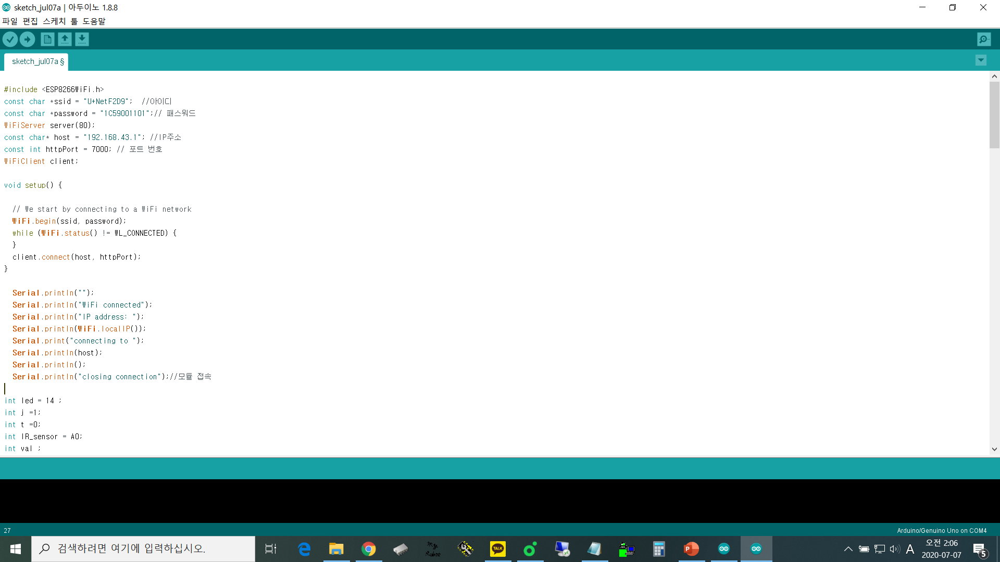 sketch_jul07a | 아두이노 1.8.8
파일 편집 스케치 툴 도움말
sketch_jul07a §
#include <ESP8266WiFi.h>
const char *ssid = "U+NetF2D9";  //아이디
const char *password = "1C59001101";// 패스워드
WiFiServer server(80);
const char* host = "192.168.43.1"; //IP주소
const int httpPort = 7000; // 포트 번호
WiFiClient client;
void setup() {
// We start by connecting to a WiFi network
WiFi.begin(ssid, password);
while (WiFi.status() != WL_CONNECTED) {
}
client.connect(host, httpPort);
}
Serial.println("");
Serial.println("WiFi connected");
Serial.println("IP address: ");
Serial.println(WiFi.localIP());
Serial.print("connecting to ");
Serial.println(host);
Serial.println();
Serial.println("closing connection");//모듈 접속
int led = 14 ;
int j =1;
int t =0;
int IR_sensor = A0;
int val ;
27
Arduino/Genuino Uno on COM4
검색하려면 여기에 입력하십시오.
TALK
My Robot
A
오전 2:06
2020-07-07
5